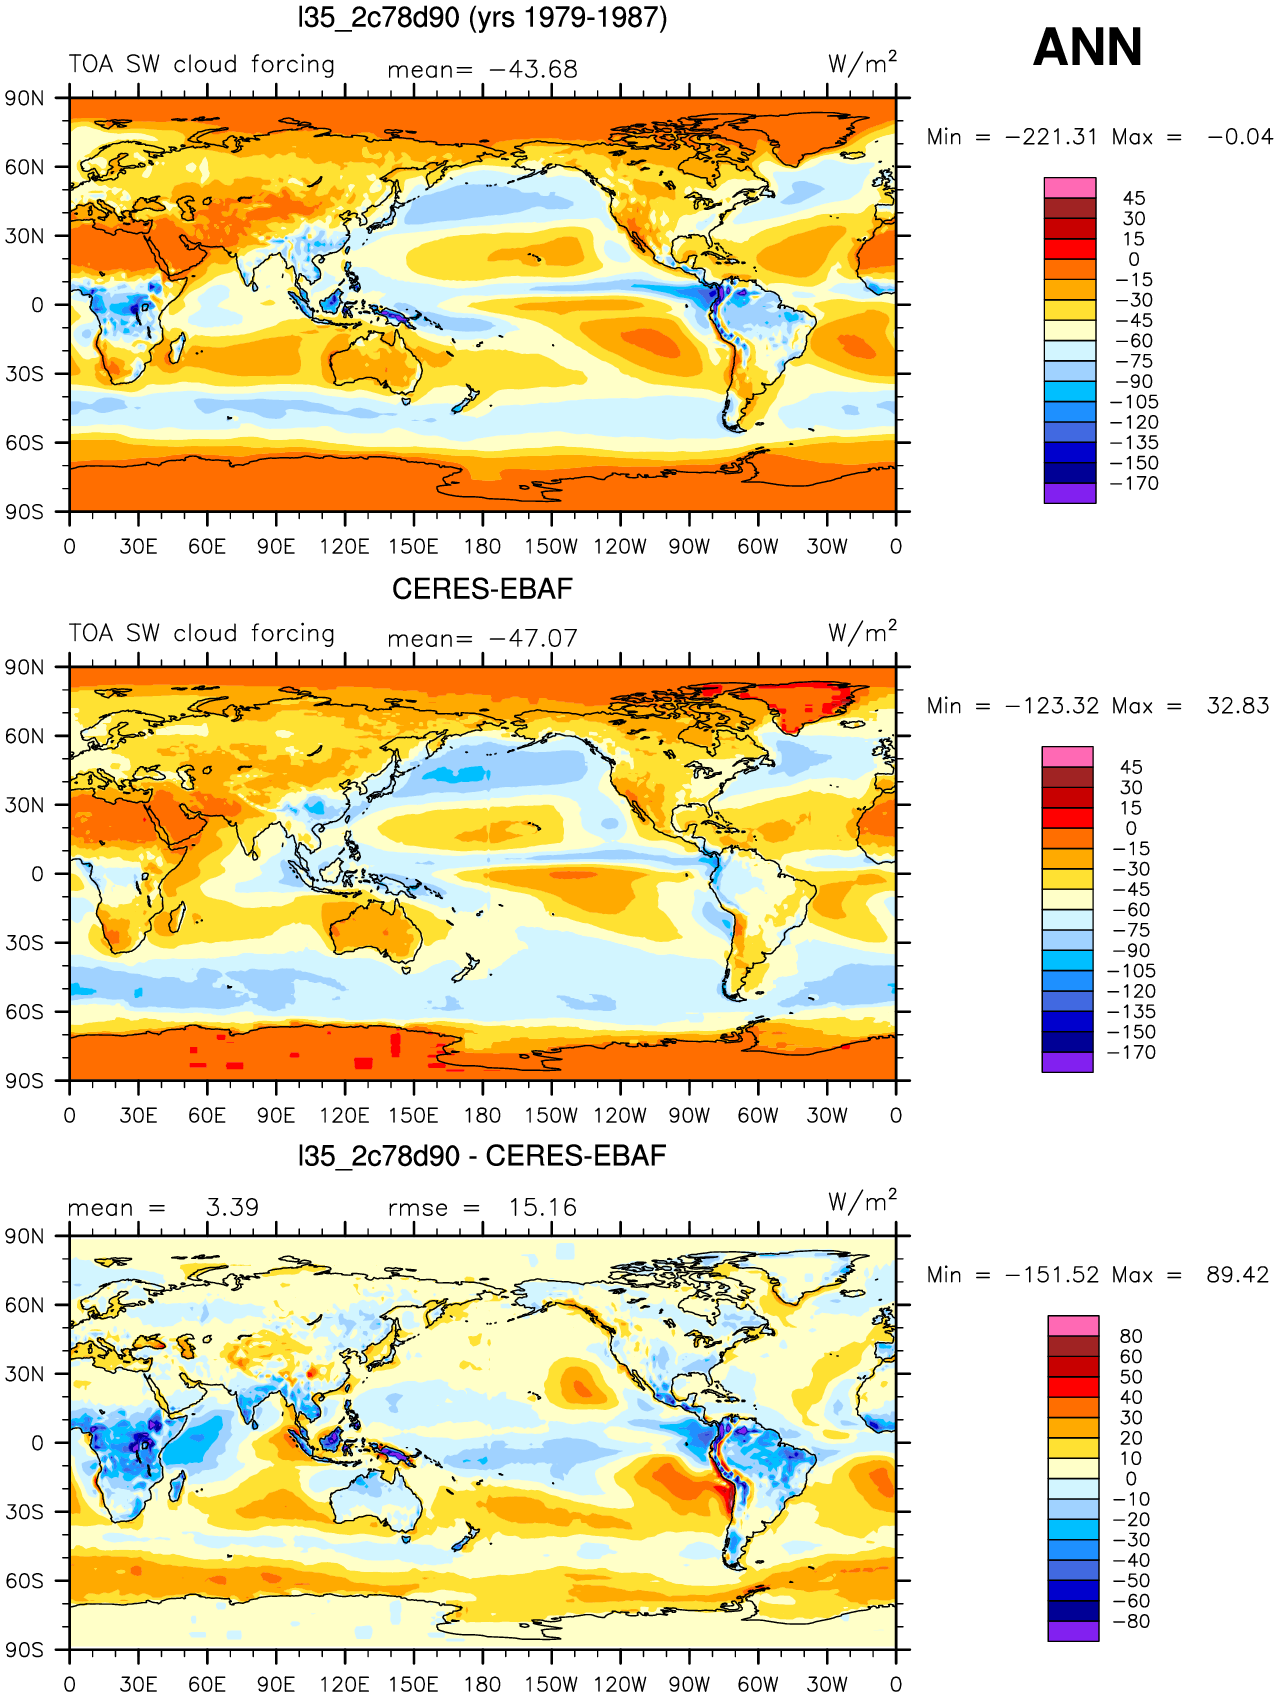 l35_2c78d90 (yrs 1979-1987)
ANN
TOA SW cloud forcing mean= −43.68 W/m²
Min = −221.31 Max = −0.04
90N
60N
30N
0
30S
60S
90S
0 30E 60E 90E 120E 150E 180 150W 120W 90W 60W 30W 0
45
30
15
0
−15
−30
−45
−60
−75
−90
−105
−120
−135
−150
−170
CERES-EBAF
TOA SW cloud forcing mean= −47.07 W/m²
Min = −123.32 Max = 32.83
90N
60N
30N
0
30S
60S
90S
0 30E 60E 90E 120E 150E 180 150W 120W 90W 60W 30W 0
45
30
15
0
−15
−30
−45
−60
−75
−90
−105
−120
−135
−150
−170
l35_2c78d90 - CERES-EBAF
mean = 3.39 rmse = 15.16 W/m²
Min = −151.52 Max = 89.42
90N
60N
30N
0
30S
60S
90S
0 30E 60E 90E 120E 150E 180 150W 120W 90W 60W 30W 0
80
60
50
40
30
20
10
0
−10
−20
−30
−40
−50
−60
−80